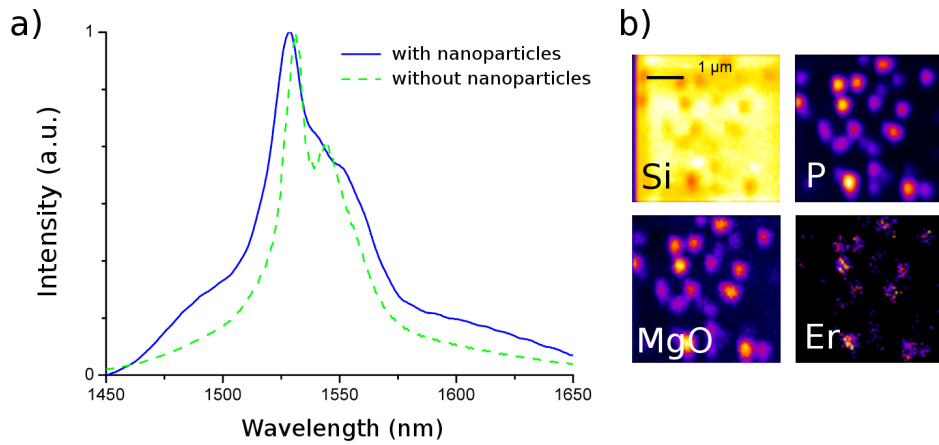 a)
1
0
Intensity (a.u.)
with nanoparticles
without nanoparticles
1450
1500
1550
1600
1650
Wavelength (nm)
b)
1 µm
Si
P
MgO
Er